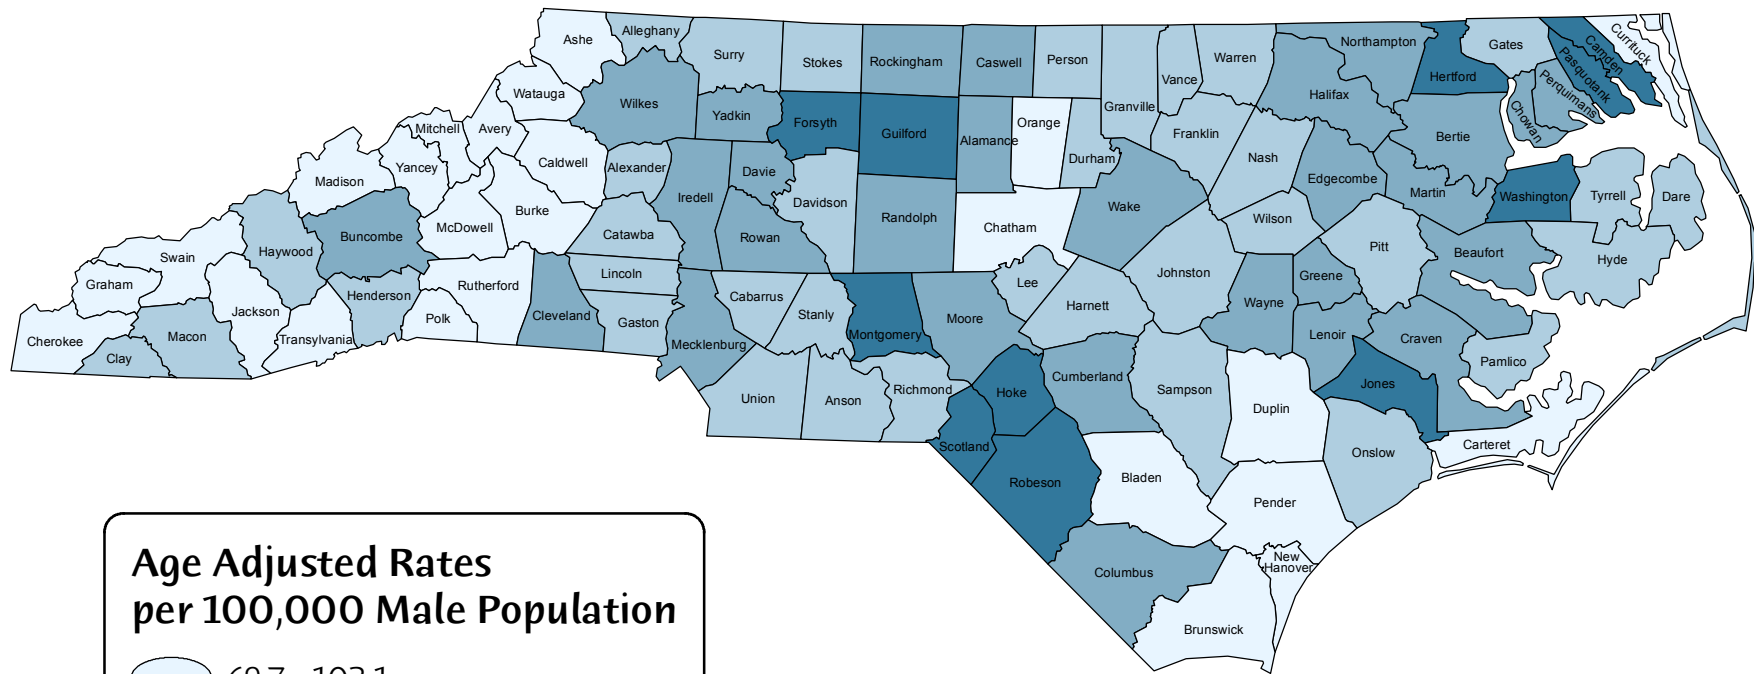 Ashe
Alleghany
Surry
Stokes
Rockingham
Caswell
Person
Granville
Vance
Warren
Northampton
Hertford
Gates
Camden
Currituck
Pasquotank
Perquimans
Chowan
Watauga
Wilkes
Yadkin
Forsyth
Guilford
Alamance
Orange
Durham
Franklin
Halifax
Bertie
Mitchell
Avery
Caldwell
Alexander
Iredell
Davie
Davidson
Randolph
Chatham
Wake
Nash
Edgecombe
Martin
Washington
Tyrrell
Dare
Madison
Yancey
Burke
McDowell
Buncombe
Haywood
Swain
Graham
Catawba
Rowan
Wilson
Pitt
Beaufort
Hyde
Cherokee
Clay
Macon
Jackson
Transylvania
Henderson
Polk
Rutherford
Cleveland
Lincoln
Gaston
Mecklenburg
Cabarrus
Stanly
Montgomery
Moore
Lee
Harnett
Johnston
Wayne
Greene
Lenoir
Craven
Pamlico
Union
Anson
Richmond
Scotland
Hoke
Cumberland
Sampson
Duplin
Jones
Onslow
Carteret
Robeson
Bladen
Pender
Columbus
New
Hanover
Brunswick
Age Adjusted Rates
per 100,000 Male Population